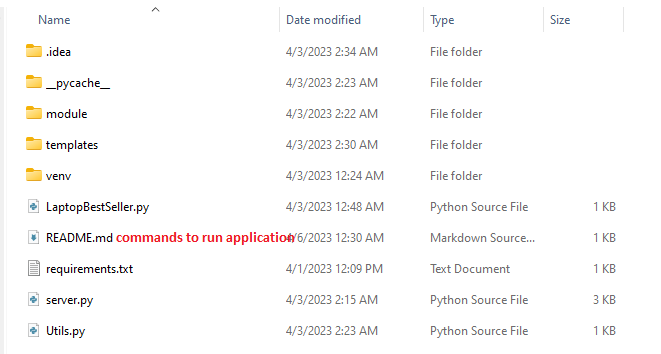 Name Date modified Type Size
.idea 4/3/2023 2:34 AM File folder
__pycache__ 4/3/2023 2:23 AM File folder
module 4/3/2023 2:22 AM File folder
templates 4/3/2023 2:30 AM File folder
venv 4/3/2023 12:24 AM File folder
LaptopBestSeller.py 4/3/2023 12:48 AM Python Source File 1 KB
README.md commands to run application /6/2023 12:30 AM Markdown Source... 1 KB
requirements.txt 4/1/2023 12:09 PM Text Document 1 KB
server.py 4/3/2023 2:15 AM Python Source File 3 KB
Utils.py 4/3/2023 2:23 AM Python Source File 1 KB